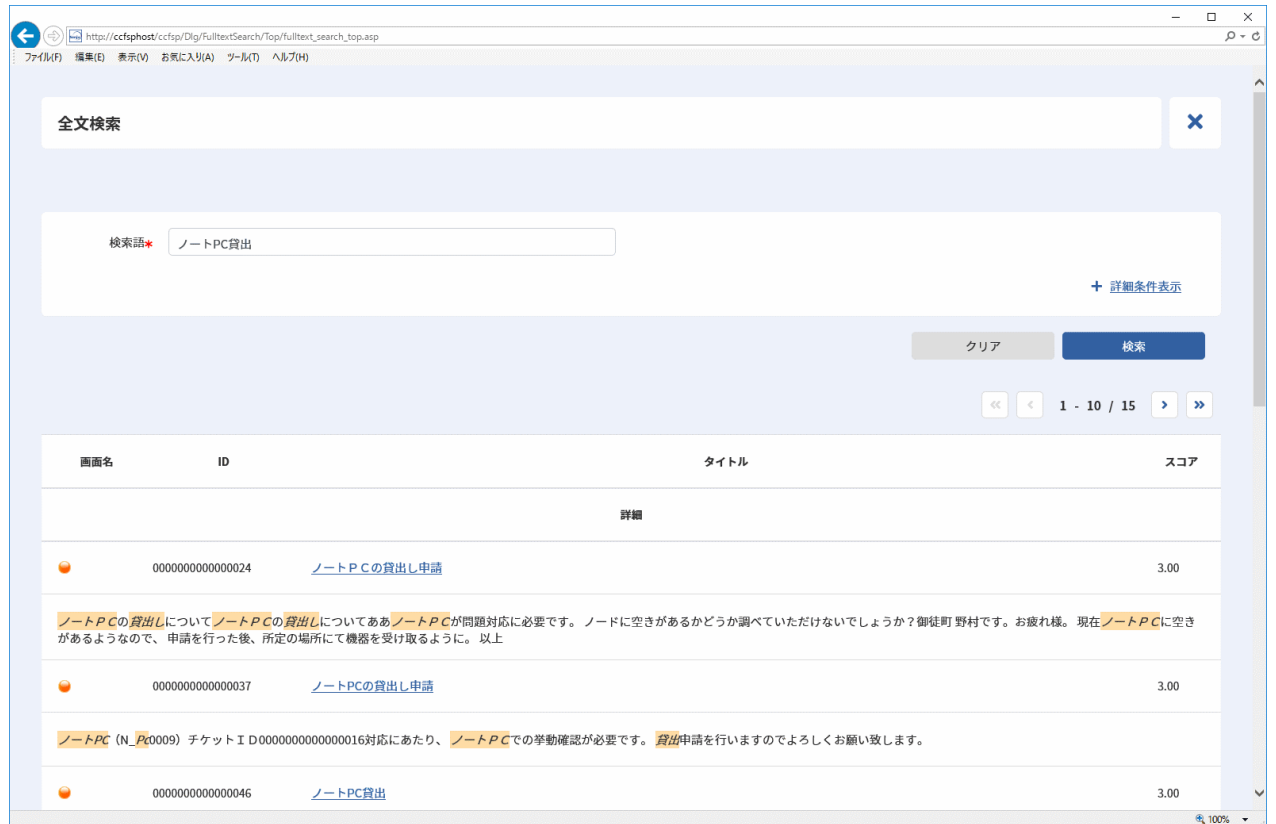 http://ccfsphost/ccfsp/Dlg/FulltextSearch/Top/fulltext_search_top.asp
ファイル(F) 編集(E) 表示(V) お気に入り(A) ツール(T) ヘルプ(H)
全文検索
検索語* ノートPC貸出
+ 詳細条件表示
クリア 検索
1 - 10 / 15
画面名 ID タイトル スコア
詳細
0000000000000024 ノートＰＣの貸出し申請 3.00
ノートＰＣの貸出しについてノートＰＣの貸出しについてああノートＰＣが問題対応に必要です。 ノードに空きがあるかどうか調べていただけないでしょうか？御徒町 野村です。お疲れ様。 現在ノートＰＣに空き
があるようなので、 申請を行った後、所定の場所にて機器を受け取るように。 以上
0000000000000037 ノートPCの貸出し申請 3.00
ノートPC（N_Pc0009）チケットＩＤ0000000000000016対応にあたり、 ノートＰＣでの挙動確認が必要です。 貸出申請を行いますのでよろしくお願い致します。
0000000000000046 ノートPC貸出 3.00
100%